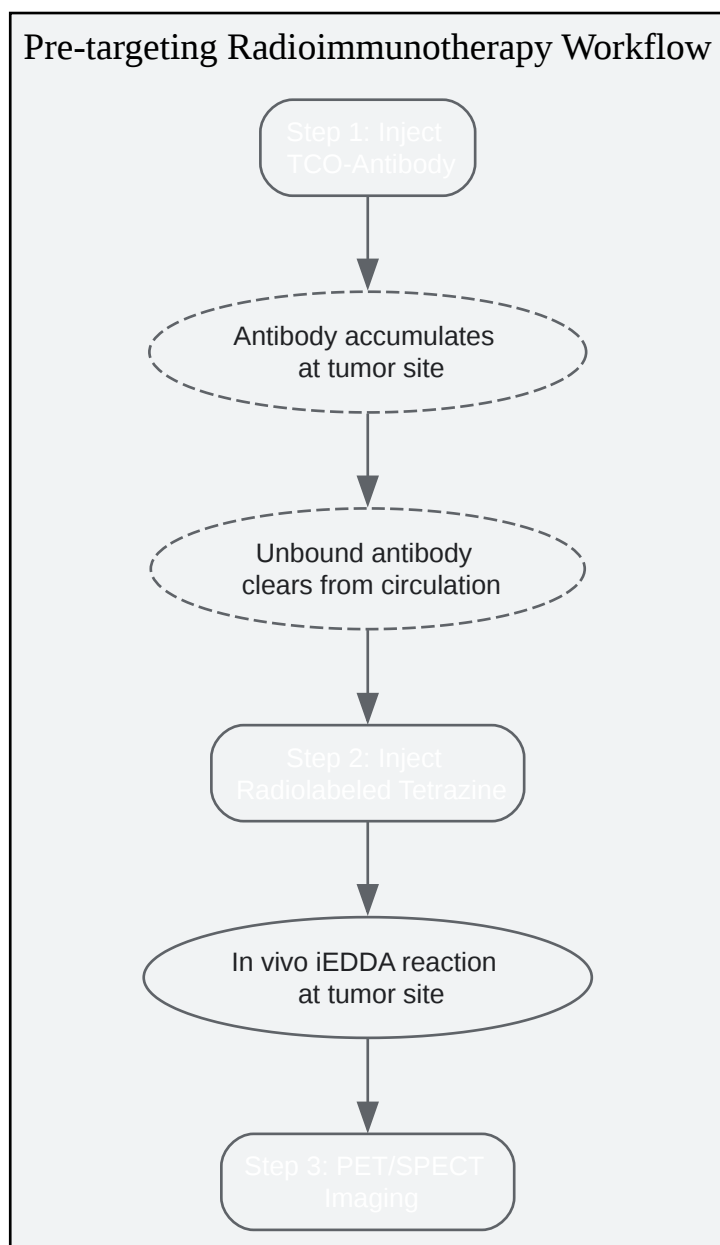 Pre-targeting Radioimmunotherapy Workflow
Step 1: Inject
TCO-Antibody
Antibody accumulates
at tumor site
Unbound antibody
clears from circulation
Step 2: Inject
Radiolabeled Tetrazine
In vivo iEDDA reaction
at tumor site
Step 3: PET/SPECT
Imaging